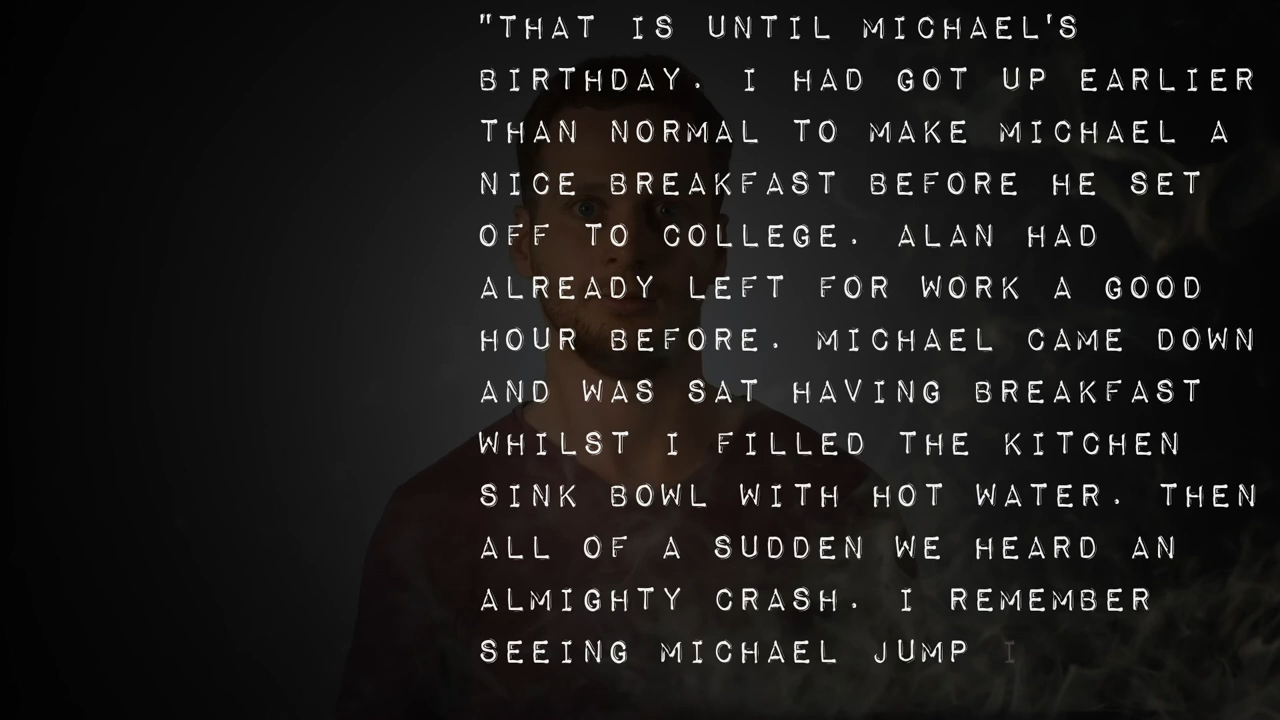 "THAT IS UNTIL MICHAEL'S
BIRTHDAY. I HAD GOT UP EARLIER
THAN NORMAL TO MAKE MICHAEL A
NICE BREAKFAST BEFORE HE SET
OFF TO COLLEGE. ALAN HAD
ALREADY LEFT FOR WORK A GOOD
HOUR BEFORE. MICHAEL CAME DOWN
AND WAS SAT HAVING BREAKFAST
WHILST I FILLED THE KITCHEN
SINK BOWL WITH HOT WATER. THEN
ALL OF A SUDDEN WE HEARD AN
ALMIGHTY CRASH. I REMEMBER
SEEING MICHAEL JUMP I